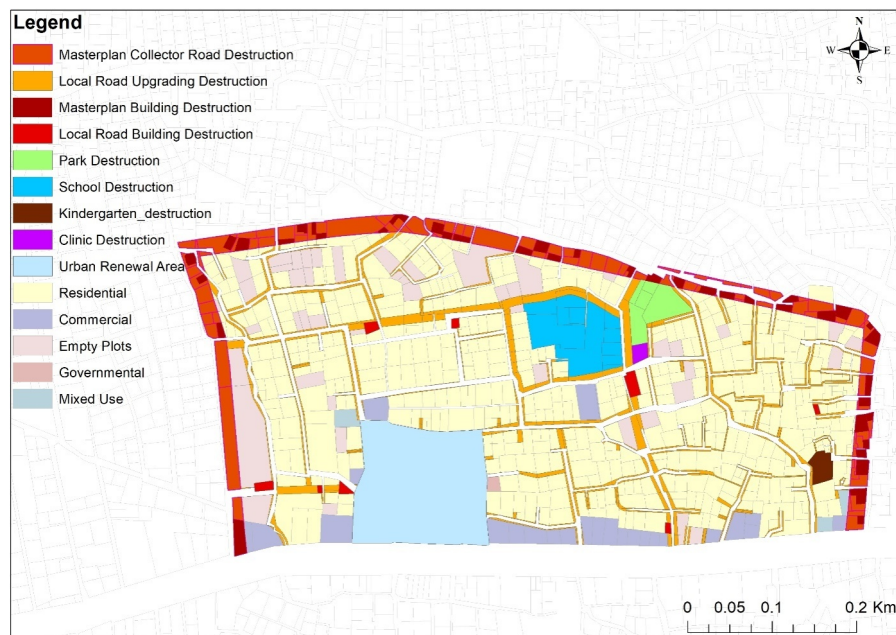 Legend
Masterplan Collector Road Destruction
Local Road Upgrading Destruction
Masterplan Building Destruction
Local Road Building Destruction
Park Destruction
School Destruction
Kindergarten_destruction
Clinic Destruction
Urban Renewal Area
Residential
Commercial
Empty Plots
Governmental
Mixed Use
N
W E
S
0 0.05 0.1 0.2 Km